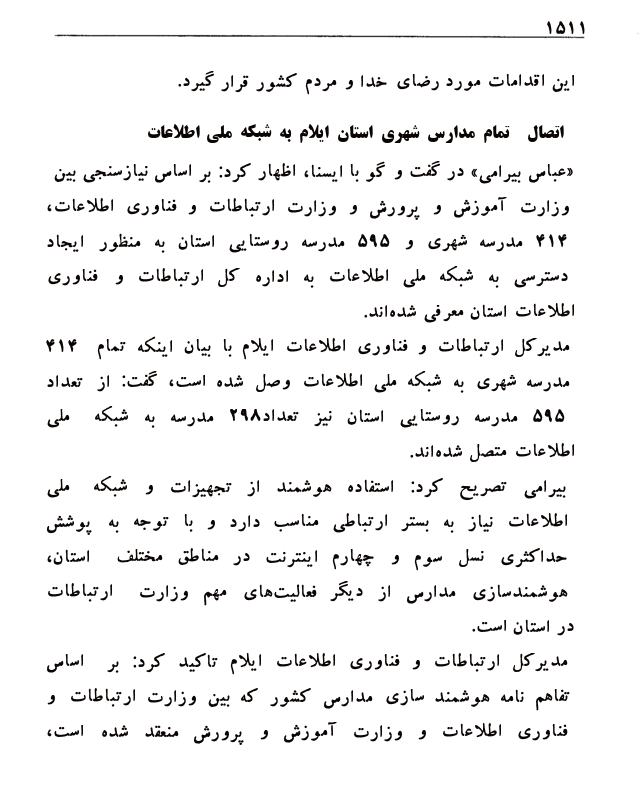 ۱۵۱۱
این اقدامات مورد رضای خدا و مردم کشور قرار گیرد.
اتصال تمام مدارس شهری استان ایلام به شبکه ملی اطلاعات
«عباس بیرامی» در گفت و گو با ایسنا، اظهار کرد: بر اساس نیازسنجی بین
وزارت آموزش و پرورش و وزارت ارتباطات و فناوری اطلاعات،
۴۱۴ مدرسه شهری و ۵۹۵ مدرسه روستایی استان به منظور ایجاد
دسترسی به شبکه ملی اطلاعات به اداره کل ارتباطات و فناوری
اطلاعات استان معرفی شده‌اند.
مدیرکل ارتباطات و فناوری اطلاعات ایلام با بیان اینکه تمام ۴۱۴
مدرسه شهری به شبکه ملی اطلاعات وصل شده است، گفت: از تعداد
۵۹۵ مدرسه روستایی استان نیز تعداد۲۹۸ مدرسه به شبکه ملی
اطلاعات متصل شده‌اند.
بیرامی تصریح کرد: استفاده هوشمند از تجهیزات و شبکه ملی
اطلاعات نیاز به بستر ارتباطی مناسب دارد و با توجه به پوشش
حداکثری نسل سوم و چهارم اینترنت در مناطق مختلف استان،
هوشمندسازی مدارس از دیگر فعالیت‌های مهم وزارت ارتباطات
در استان است.
مدیرکل ارتباطات و فناوری اطلاعات ایلام تاکید کرد: بر اساس
تفاهم نامه هوشمند سازی مدارس کشور که بین وزارت ارتباطات و
فناوری اطلاعات و وزارت آموزش و پرورش منعقد شده است،